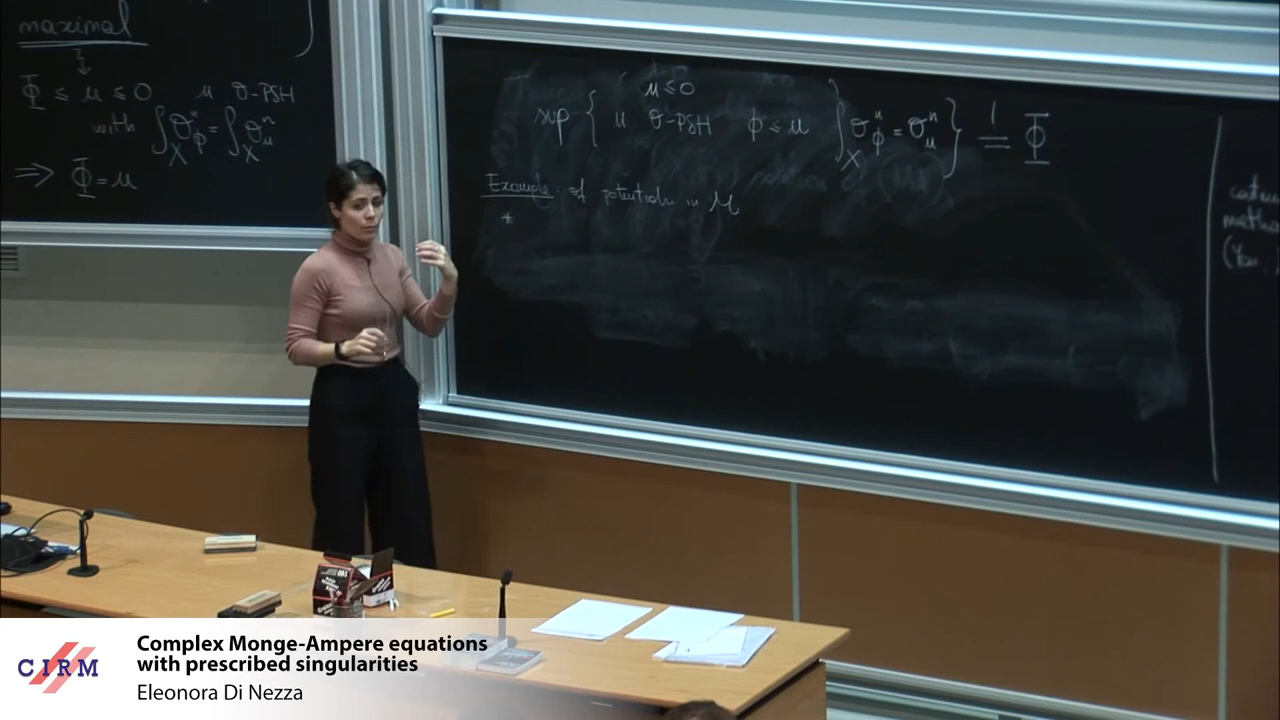 maximal
Φ ≤ u ≤ 0 u θ-PSH
with ∫_X θ_ϕ^n = ∫_X θ_u^n
⟹ Φ = u
u ≤ 0
sup { u θ-PSH ϕ ≤ u ∫_X θ_ϕ^n = θ_u^n } =^! Φ
Example of potentials in M
*
CIRM
Complex Monge-Ampere equations
with prescribed singularities
Eleonora Di Nezza